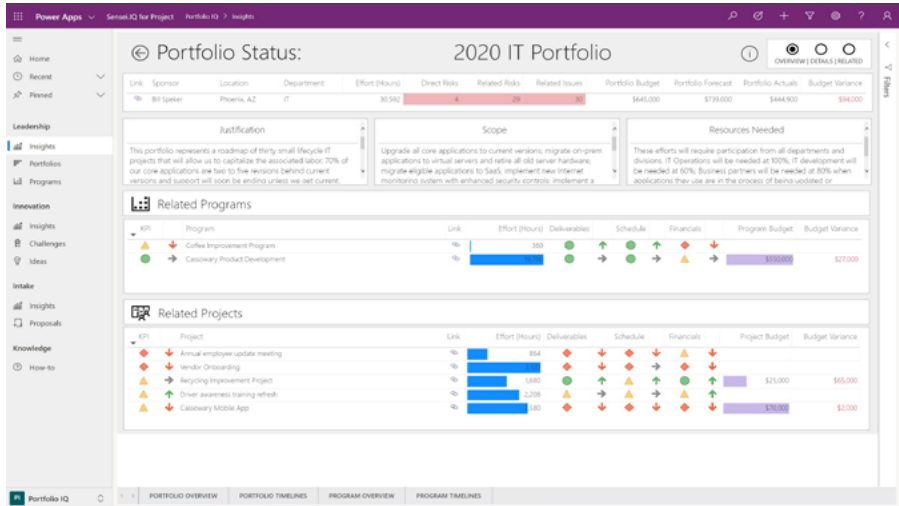 Power Apps
Sensei.IQ for Project
Portfolio IQ > Insights
Home
Recent
Pinned
Leadership
Insights
Portfolios
Programs
Innovation
Insights
Challenges
Ideas
Intake
Insights
Proposals
Knowledge
How-to
PI Portfolio IQ
Portfolio Status: 2020 IT Portfolio
OVERVIEW | DETAILS | RELATED
Filters
Link Sponsor Location Department Effort (Hours) Direct Risks Related Risks Related Issues Portfolio Budget Portfolio Forecast Portfolio Actuals Budget Variance
Bill Speker Phoenix, AZ IT 30,592 4 29 30 $645,000 $739,000 $444,900 $94,000
Justification
This portfolio represents a roadmap of thirty small lifecycle IT
projects that will allow us to capitalize the associated labor. 70% of
our core applications are two to five revisions behind current
versions and support will soon be ending unless we get current.
Scope
Upgrade all core applications to current versions; migrate on-prem
applications to virtual servers and retire all old server hardware;
migrate eligible applications to SaaS; implement new Internet
monitoring system with enhanced security controls; implement a
Resources Needed
These efforts will require participation from all departments and
divisions. IT Operations will be needed at 100%; IT development will
be needed at 60%; Business partners will be needed at 80% when
applications they use are in the process of being updated or
Related Programs
KPI Program Link Effort (Hours) Deliverables Schedule Financials Program Budget Budget Variance
Coffee Improvement Program 300
Cassowary Product Development $550,000 $27,000
Related Projects
KPI Project Link Effort (Hours) Deliverables Schedule Financials Project Budget Budget Variance
Annual employee update meeting 864
Vendor Onboarding
Recycling Improvement Project 1,680 $25,000 $65,000
Driver awareness training refresh 2,208
Cassowary Mobile App $70,000 $2,000
PORTFOLIO OVERVIEW PORTFOLIO TIMELINES PROGRAM OVERVIEW PROGRAM TIMELINES